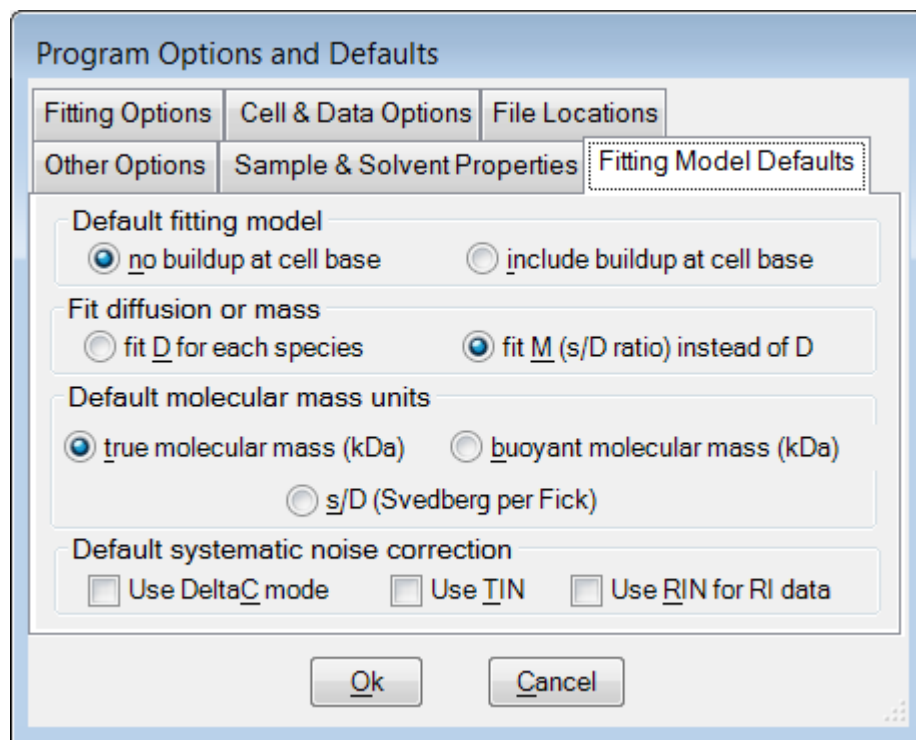 Program Options and Defaults
Fitting Options Cell & Data Options File Locations
Other Options Sample & Solvent Properties Fitting Model Defaults
Default fitting model
no buildup at cell base include buildup at cell base
Fit diffusion or mass
fit D for each species fit M (s/D ratio) instead of D
Default molecular mass units
true molecular mass (kDa) buoyant molecular mass (kDa)
s/D (Svedberg per Fick)
Default systematic noise correction
Use DeltaC mode Use TIN Use RIN for RI data
Ok Cancel